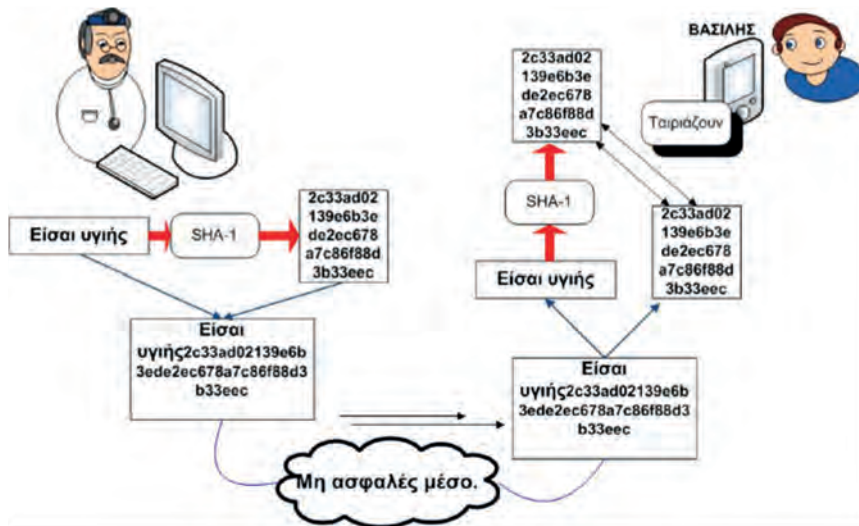 ΒΑΣΙΛΗΣ
2c33ad02
139e6b3e
de2ec678
a7c86f88d
3b33eec
Ταιριάζουν
SHA-1
2c33ad02
139e6b3e
de2ec678
a7c86f88d
3b33eec
Είσαι υγιής
SHA-1
2c33ad02
139e6b3e
de2ec678
a7c86f88d
3b33eec
Είσαι υγιής
Είσαι
υγιής2c33ad02139e6b
3ede2ec678a7c86f88d3
b33eec
Είσαι
υγιής2c33ad02139e6b
3ede2ec678a7c86f88d3
b33eec
Μη ασφαλές μέσο.